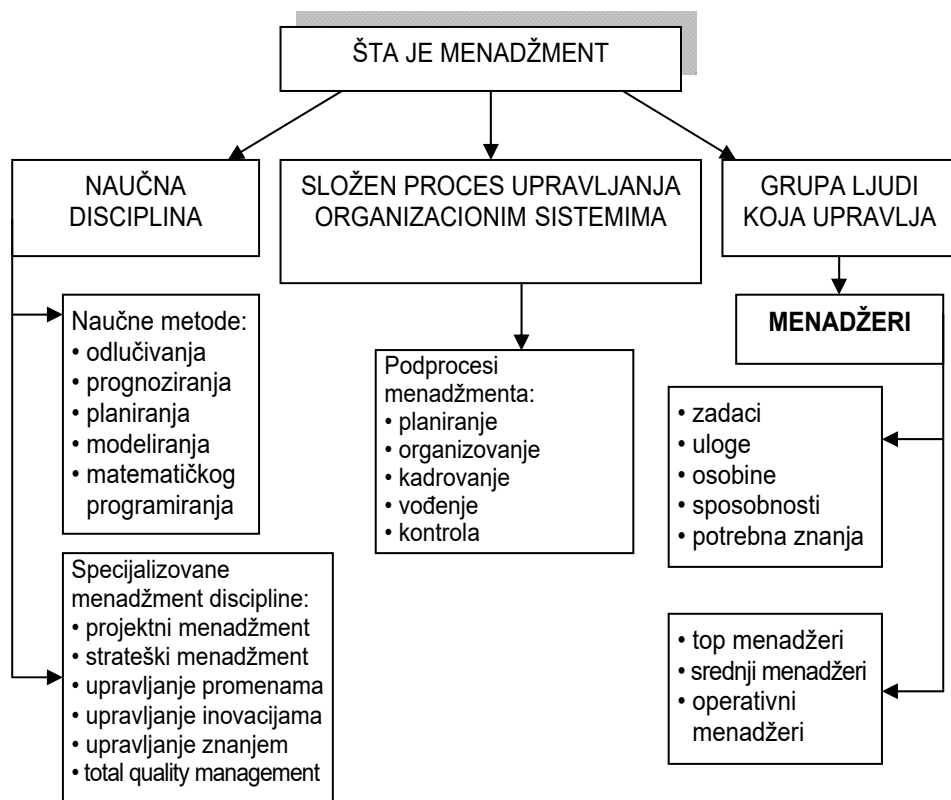 ŠTA JE MENADŽMENT
NAUČNA
DISCIPLINA
SLOŽEN PROCES UPRAVLJANJA
ORGANIZACIONIM SISTEMIMA
GRUPA LJUDI
KOJA UPRAVLJA
Naučne metode:
• odlučivanja
• prognoziranja
• planiranja
• modeliranja
• matematičkog
programiranja
Specijalizovane
menadžment discipline:
• projektni menadžment
• strateški menadžment
• upravljanje promenama
• upravljanje inovacijama
• upravljanje znanjem
• total quality management
Podprocesi
menadžmenta:
• planiranje
• organizovanje
• kadrovanje
• vođenje
• kontrola
MENADŽERI
• zadaci
• uloge
• osobine
• sposobnosti
• potrebna znanja
• top menadžeri
• srednji menadžeri
• operativni
menadžeri